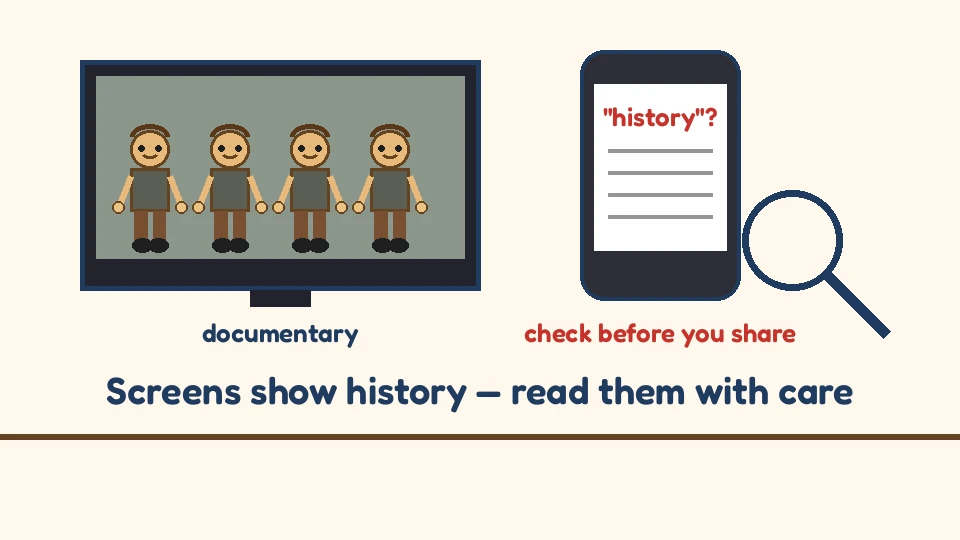 "history"?
documentary
check before you share
Screens show history — read them with care